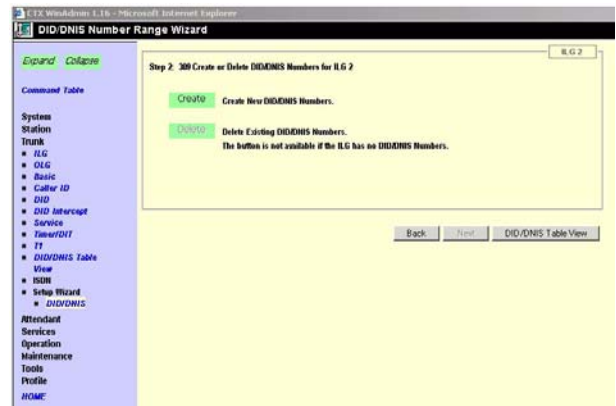 CTX WinAdmin 1.16 - Microsoft Internet Explorer
DID/DNIS Number Range Wizard
Expand Collapse
Command Table
System
Station
Trunk
ILG
OLG
Basic
Caller ID
DID
DID Intercept
Service
Timer/DIT
T1
DID/DNIS Table
View
ISDN
Setup Wizard
DID/DNIS
Attendant
Services
Operation
Maintenance
Tools
Profile
HOME
ILG 2
Step 2: 309 Create or Delete DID/DNIS Numbers for ILG 2
Create Create New DID/DNIS Numbers.
Delete Delete Existing DID/DNIS Numbers.
The button is not available if the ILG has no DID/DNIS Numbers.
Back Next DID/DNIS Table View